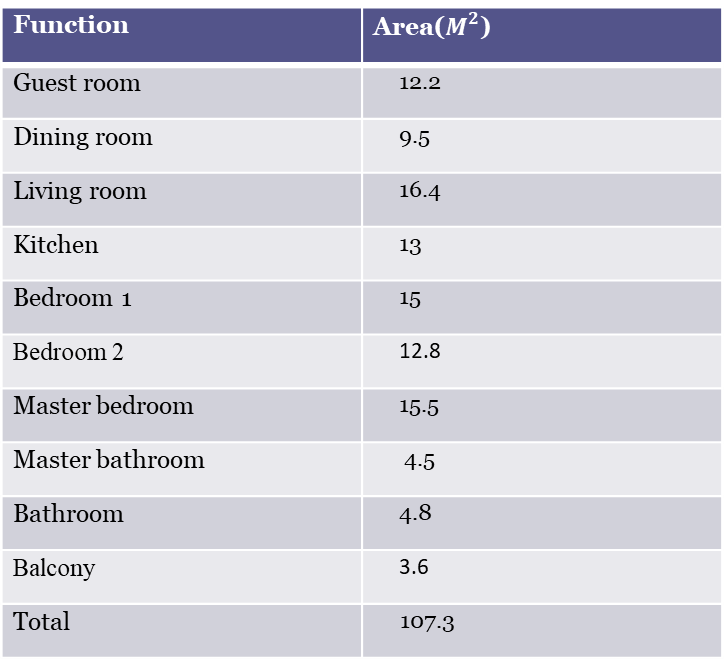 Function Area(M²)
Guest room 12.2
Dining room 9.5
Living room 16.4
Kitchen 13
Bedroom 1 15
Bedroom 2 12.8
Master bedroom 15.5
Master bathroom 4.5
Bathroom 4.8
Balcony 3.6
Total 107.3